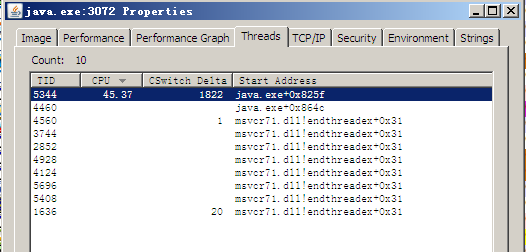 java.exe:3072 Properties
Image Performance Performance Graph Threads TCP/IP Security Environment Strings
Count: 10
TID CPU CSwitch Delta Start Address
5344 45.37 1822 java.exe+0x825f
4460 java.exe+0x864c
4560 1 msvcr71.dll!endthreadex+0x31
3744 msvcr71.dll!endthreadex+0x31
2852 msvcr71.dll!endthreadex+0x31
4928 msvcr71.dll!endthreadex+0x31
4124 msvcr71.dll!endthreadex+0x31
5696 msvcr71.dll!endthreadex+0x31
5408 msvcr71.dll!endthreadex+0x31
1636 20 msvcr71.dll!endthreadex+0x31